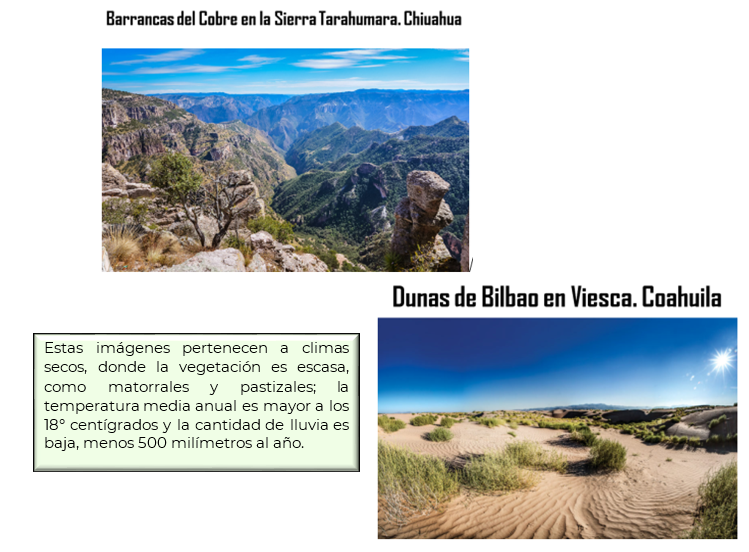 Barrancas del Cobre en la Sierra Tarahumara. Chiuahua
Dunas de Bilbao en Viesca. Coahuila
Estas imágenes pertenecen a climas
secos, donde la vegetación es escasa,
como matorrales y pastizales; la
temperatura media anual es mayor a los
18° centígrados y la cantidad de lluvia es
baja, menos 500 milímetros al año.